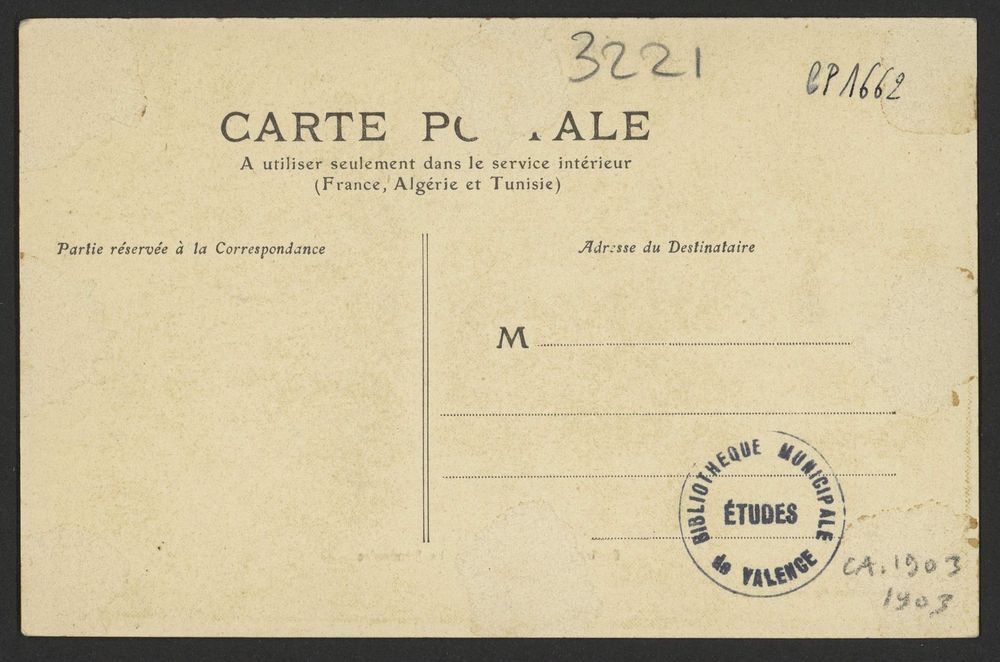 3221
CP1662
CARTE PO...ALE
A utiliser seulement dans le service intérieur
(France, Algérie et Tunisie)
Partie réservée à la Correspondance
Adresse du Destinataire
M
BIBLIOTHEQUE MUNICIPALE
ÉTUDES
de VALENCE
CA. 1903
1903